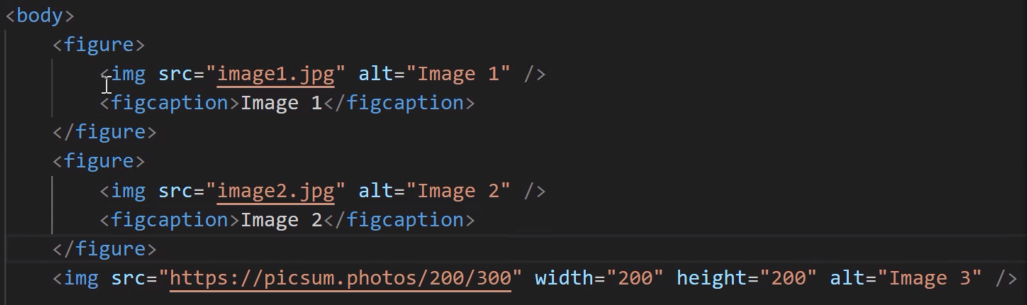 <body>
<figure>
<img src="image1.jpg" alt="Image 1" />
<figcaption>Image 1</figcaption>
</figure>
<figure>
<img src="image2.jpg" alt="Image 2" />
<figcaption>Image 2</figcaption>
</figure>
<img src="https://picsum.photos/200/300" width="200" height="200" alt="Image 3" />